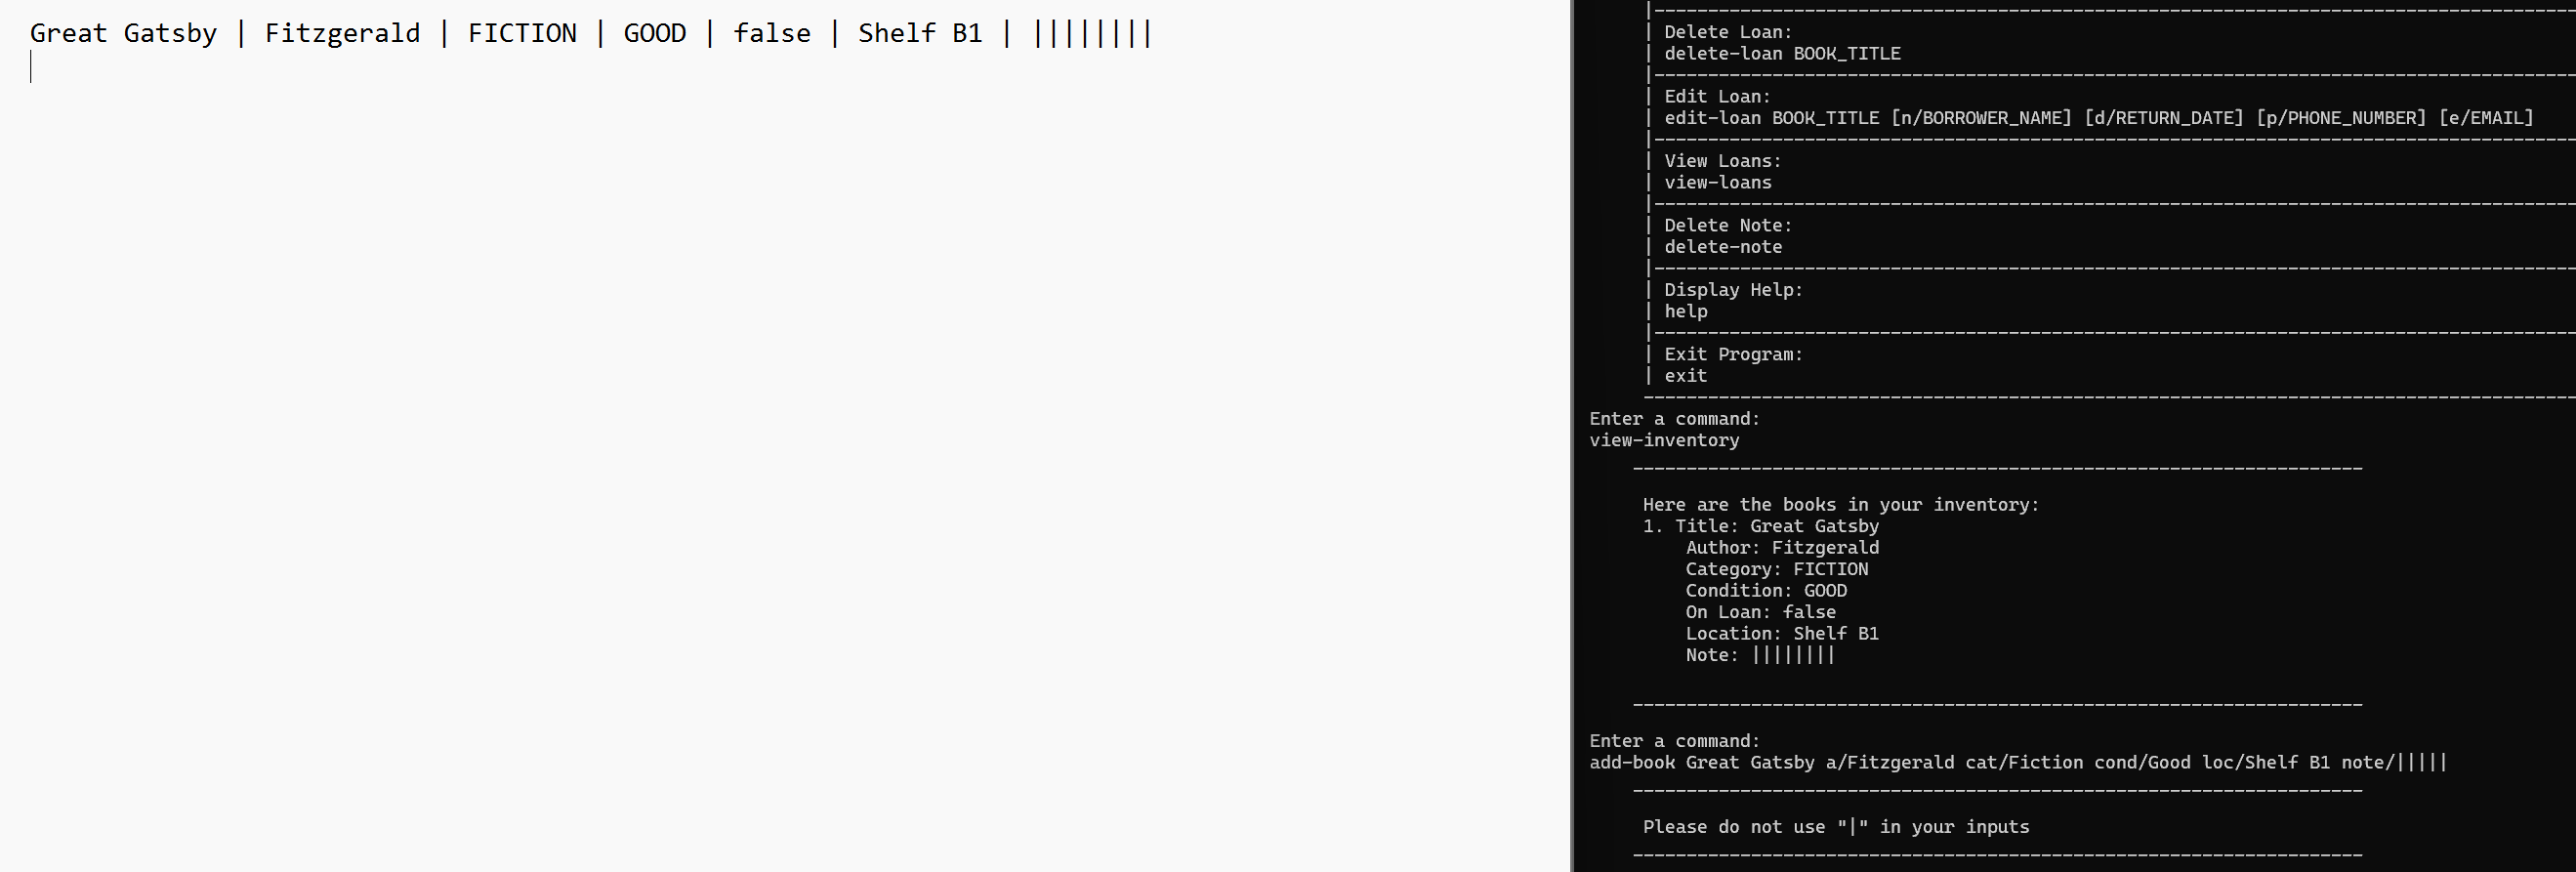 Great Gatsby | Fitzgerald | FICTION | GOOD | false | Shelf B1 | ||||||||
|--------------------------------------------------------------------------------------
| Delete Loan:
| delete-loan BOOK_TITLE
|--------------------------------------------------------------------------------------
| Edit Loan:
| edit-loan BOOK_TITLE [n/BORROWER_NAME] [d/RETURN_DATE] [p/PHONE_NUMBER] [e/EMAIL]
|--------------------------------------------------------------------------------------
| View Loans:
| view-loans
|--------------------------------------------------------------------------------------
| Delete Note:
| delete-note
|--------------------------------------------------------------------------------------
| Display Help:
| help
|--------------------------------------------------------------------------------------
| Exit Program:
| exit
---------------------------------------------------------------------------------------
Enter a command:
view-inventory
--------------------------------------------------------------------
Here are the books in your inventory:
1. Title: Great Gatsby
Author: Fitzgerald
Category: FICTION
Condition: GOOD
On Loan: false
Location: Shelf B1
Note: ||||||||
--------------------------------------------------------------------
Enter a command:
add-book Great Gatsby a/Fitzgerald cat/Fiction cond/Good loc/Shelf B1 note/|||||
--------------------------------------------------------------------
Please do not use "|" in your inputs
--------------------------------------------------------------------